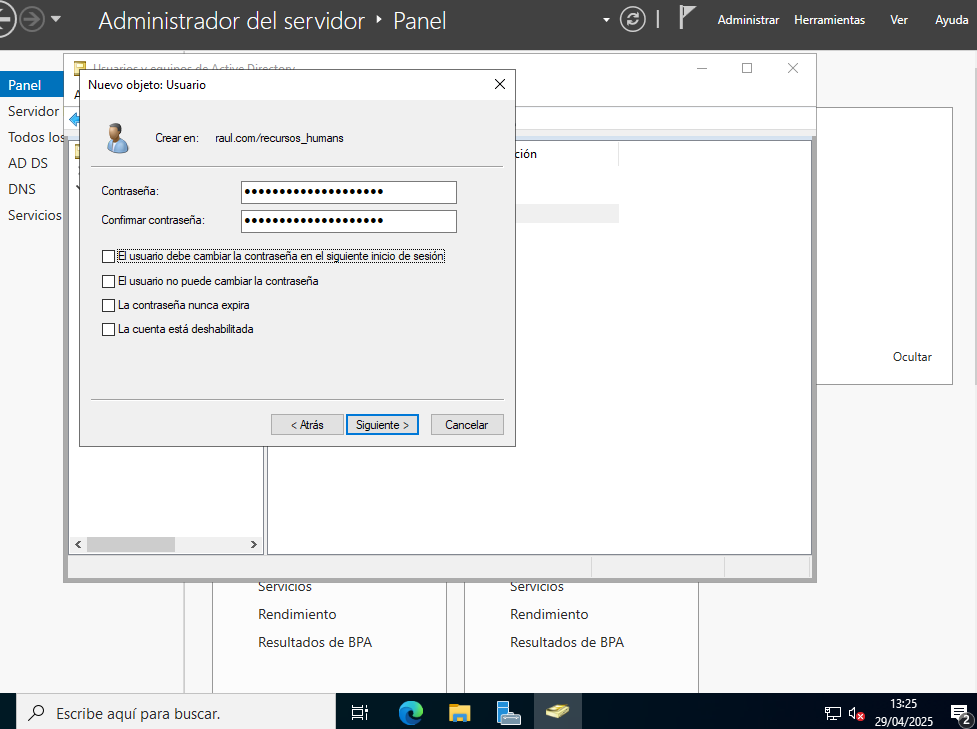 Administrador del servidor ‣ Panel
Administrar Herramientas Ver Ayuda
Usuarios y equipos de Active Directory
Panel
Servidor
Todos los
AD DS
DNS
Servicios
Nuevo objeto: Usuario
Crear en: raul.com/recursos_humans
Contraseña: ●●●●●●●●●●●●●●●●●●●●
Confirmar contraseña: ●●●●●●●●●●●●●●●●●●●●
El usuario debe cambiar la contraseña en el siguiente inicio de sesión
El usuario no puede cambiar la contraseña
La contraseña nunca expira
La cuenta está deshabilitada
< Atrás Siguiente > Cancelar
ción
Ocultar
Servicios
Rendimiento
Resultados de BPA
Servicios
Rendimiento
Resultados de BPA
Escribe aquí para buscar.
13:25
29/04/2025
2